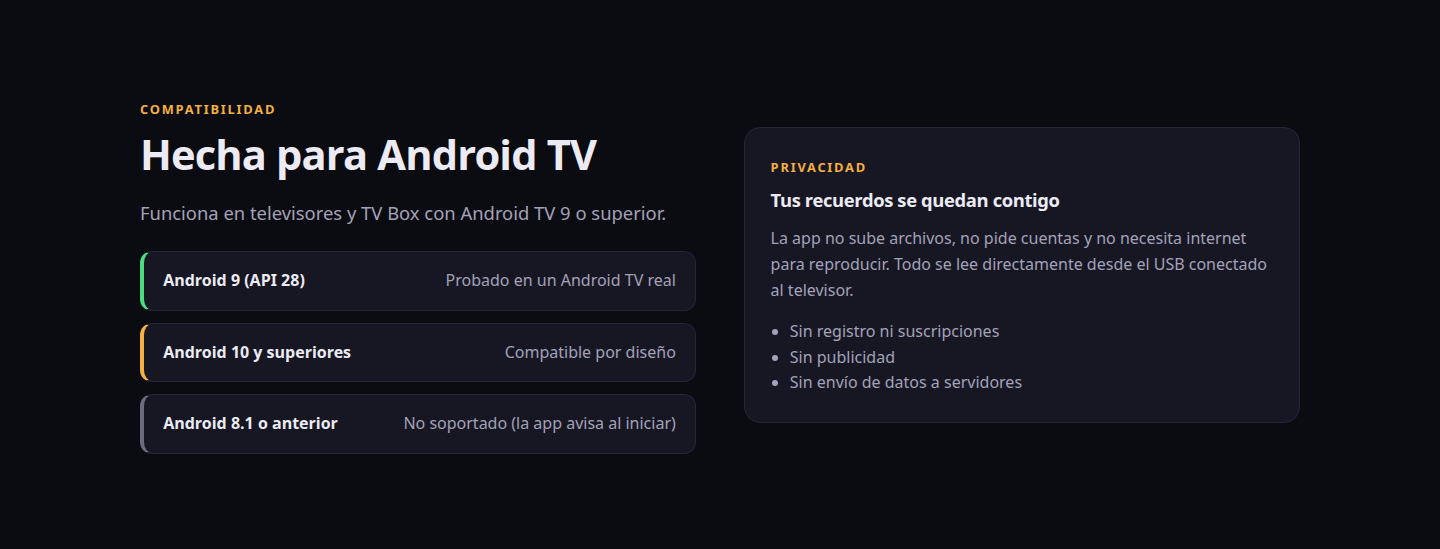 COMPATIBILIDAD
Hecha para Android TV
Funciona en televisores y TV Box con Android TV 9 o superior.
Android 9 (API 28) Probado en un Android TV real
Android 10 y superiores Compatible por diseño
Android 8.1 o anterior No soportado (la app avisa al iniciar)
PRIVACIDAD
Tus recuerdos se quedan contigo
La app no sube archivos, no pide cuentas y no necesita internet
para reproducir. Todo se lee directamente desde el USB conectado
al televisor.
Sin registro ni suscripciones
Sin publicidad
Sin envío de datos a servidores